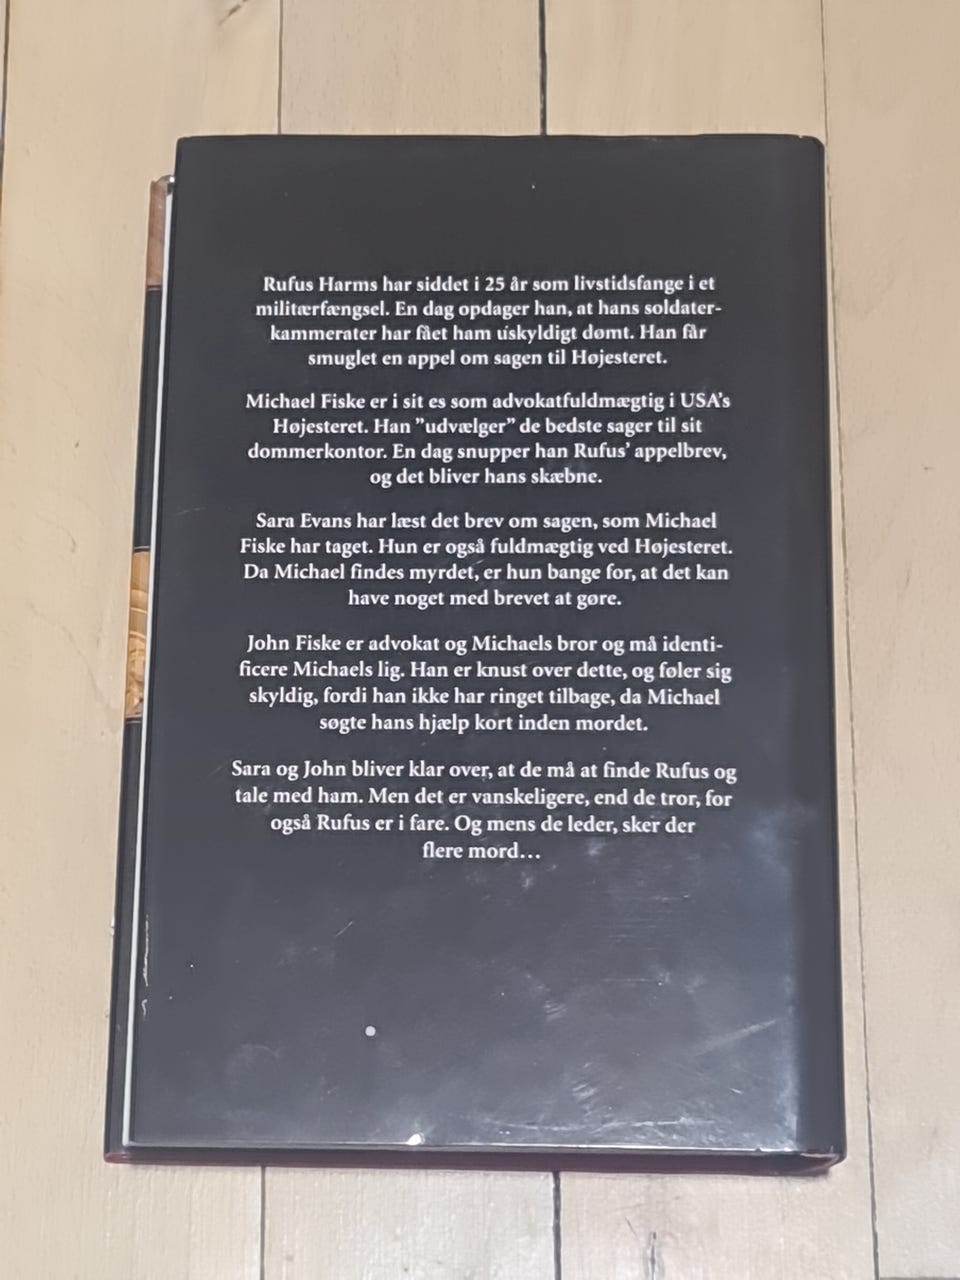 Rufus Harms har siddet i 25 år som livstidsfange i et
militærfængsel. En dag opdager han, at hans soldater-
kammerater har fået ham uskyldigt dømt. Han får
smuglet en appel om sagen til Højesteret.
Michael Fiske er i sit es som advokatfuldmægtig i USA’s
Højesteret. Han ”udvælger” de bedste sager til sit
dommerkontor. En dag snupper han Rufus’ appelbrev,
og det bliver hans skæbne.
Sara Evans har læst det brev om sagen, som Michael
Fiske har taget. Hun er også fuldmægtig ved Højesteret.
Da Michael findes myrdet, er hun bange for, at det kan
have noget med brevet at gøre.
John Fiske er advokat og Michaels bror og må identi-
ficere Michaels lig. Han er knust over dette, og føler sig
skyldig, fordi han ikke har ringet tilbage, da Michael
søgte hans hjælp kort inden mordet.
Sara og John bliver klar over, at de må at finde Rufus og
tale med ham. Men det er vanskeligere, end de tror, for
også Rufus er i fare. Og mens de leder, sker der
flere mord…